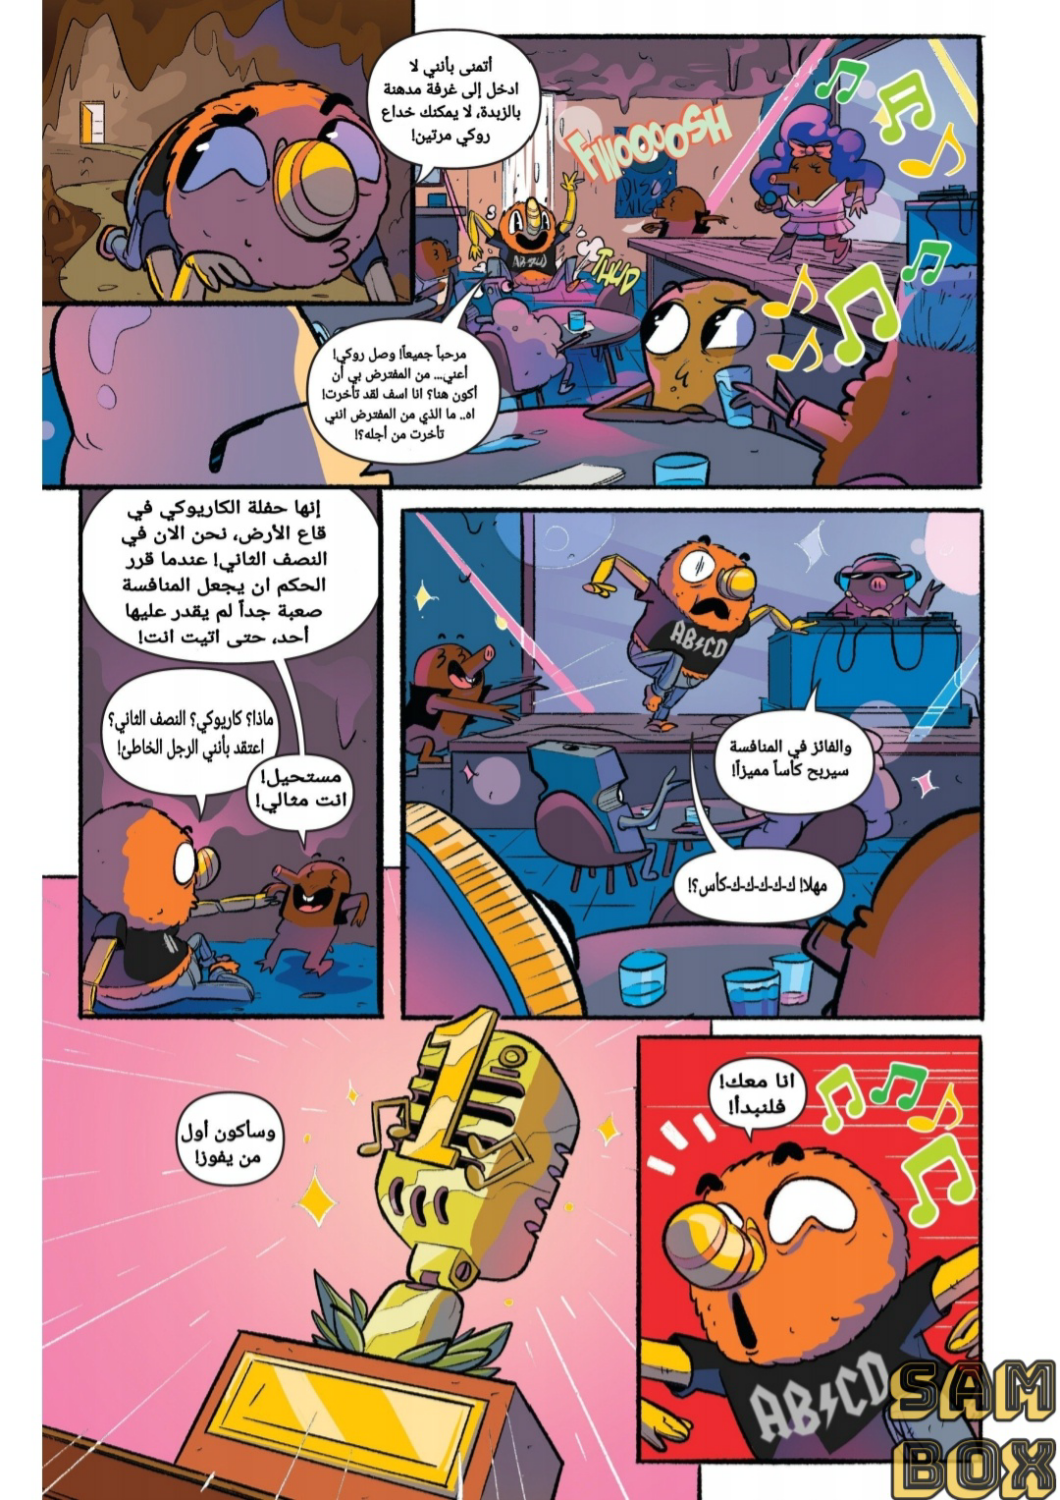 أتمنى بأنني لا
ادخل إلى غرفة مدهنة
بالزبدة، لا يمكنك خداع
روكي مرتين!
FWOOOOSH
THUD
مرحباً جميعاً! وصل روكي!
أعني... من المفترض بي أن
أكون هنا؟ انا اسف لقد تأخرت!
اه.. ما الذي من المفترض انني
تأخرت من أجله؟!
إنها حفلة الكاريوكي في
قاع الأرض، نحن الان في
النصف الثاني! عندما قرر
الحكم ان يجعل المنافسة
صعبة جداً لم يقدر عليها
أحد، حتى اتيت انت!
ماذا؟ كاريوكي؟ النصف الثاني؟
اعتقد بأنني الرجل الخاطئ!
مستحيل!
انت مثالي!
AB⚡CD
والفائز في المنافسة
سيربح كأساً مميزاً!
مهلا! ك-ك-ك-ك-ك-كأس؟!
1
وسأكون أول
من يفوز!
انا معك!
فلنبدأ!
AB⚡CD
SAM
BOX